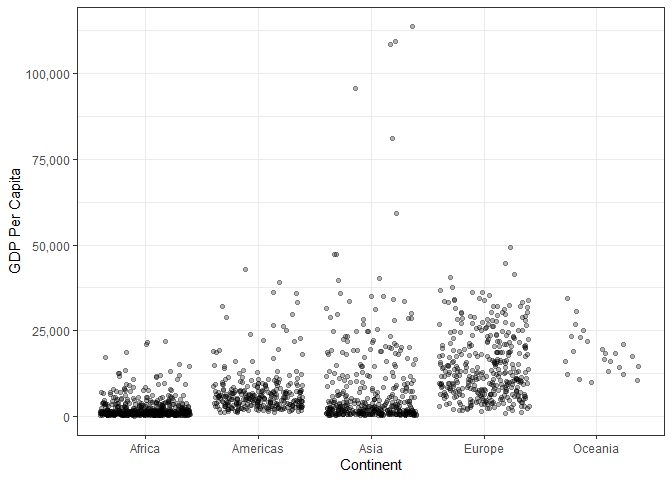 GDP Per Capita
100,000
75,000
50,000
25,000
0
Africa
Americas
Asia
Europe
Oceania
Continent